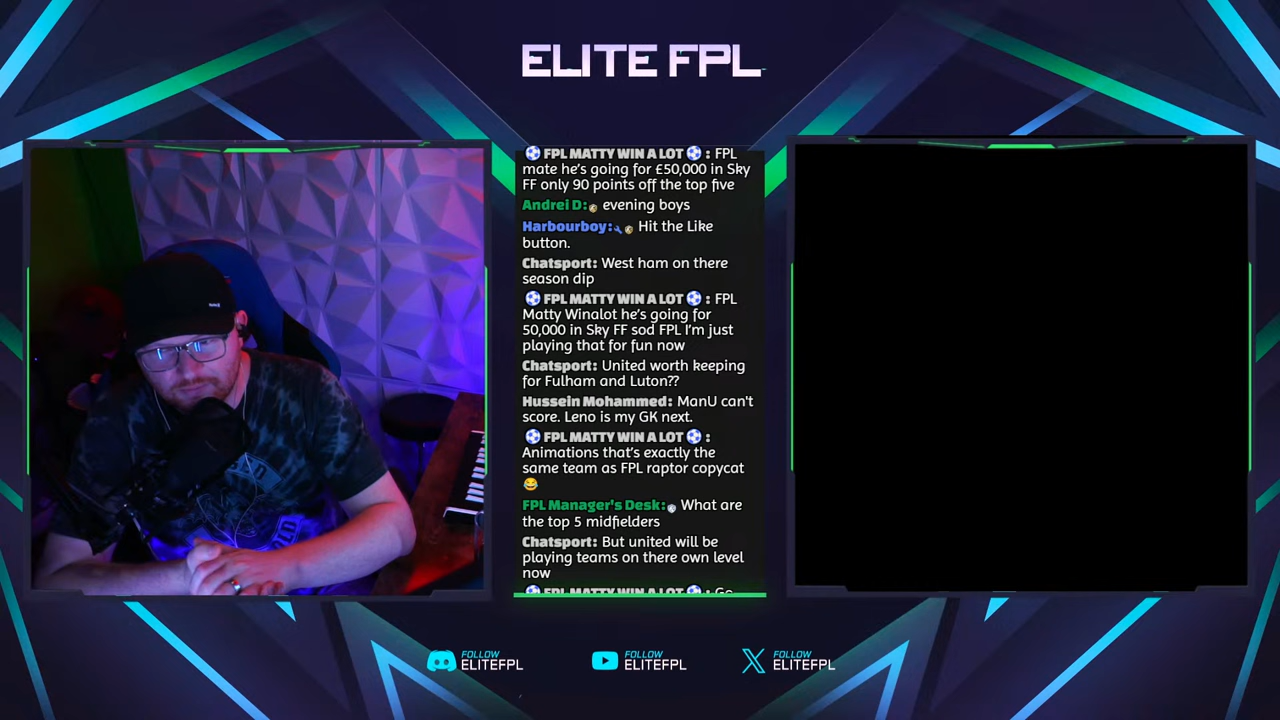 ELITE FPL
FPL MATTY WIN A LOT : FPL
mate he's going for £50,000 in Sky
FF only 90 points off the top five
Andrei D: evening boys
Harbourboy: Hit the Like
button.
Chatsport: West ham on there
season dip
FPL MATTY WIN A LOT : FPL
Matty Winalot he's going for
50,000 in Sky FF sod FPL I'm just
playing that for fun now
Chatsport: United worth keeping
for Fulham and Luton??
Hussein Mohammed: ManU can't
score. Leno is my GK next.
FPL MATTY WIN A LOT :
Animations that's exactly the
same team as FPL raptor copycat
😂
FPL Manager's Desk: What are
the top 5 midfielders
Chatsport: But united will be
playing teams on there own level
now
FPL MATTY WIN A LOT : Go
FOLLOW
ELITEFPL
FOLLOW
ELITEFPL
FOLLOW
ELITEFPL